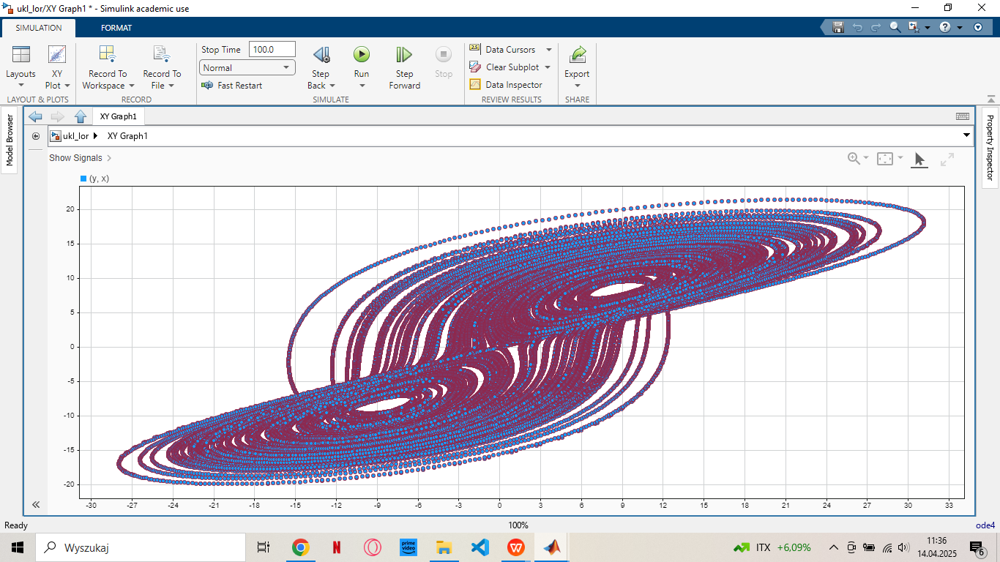 ukl_lor/XY Graph1 * - Simulink academic use
SIMULATION FORMAT
Stop Time 100.0
Normal
Fast Restart
Layouts
XY Plot
Record To Workspace
Record To File
Step Back
Run
Step Forward
Stop
2.5 Data Cursors
Clear Subplot
Data Inspector
Export
LAYOUT & PLOTS RECORD SIMULATE REVIEW RESULTS SHARE
Model Browser
XY Graph1
Property Inspector
ukl_lor XY Graph1
Show Signals
(y, x)
20
15
10
5
0
-5
-10
-15
-20
-30 -27 -24 -21 -18 -15 -12 -9 -6 -3 0 3 6 9 12 15 18 21 24 27 30 33
Ready 100% ode4
Wyszukaj
N
prime video
W
ITX +6,09%
11:36
14.04.2025
6